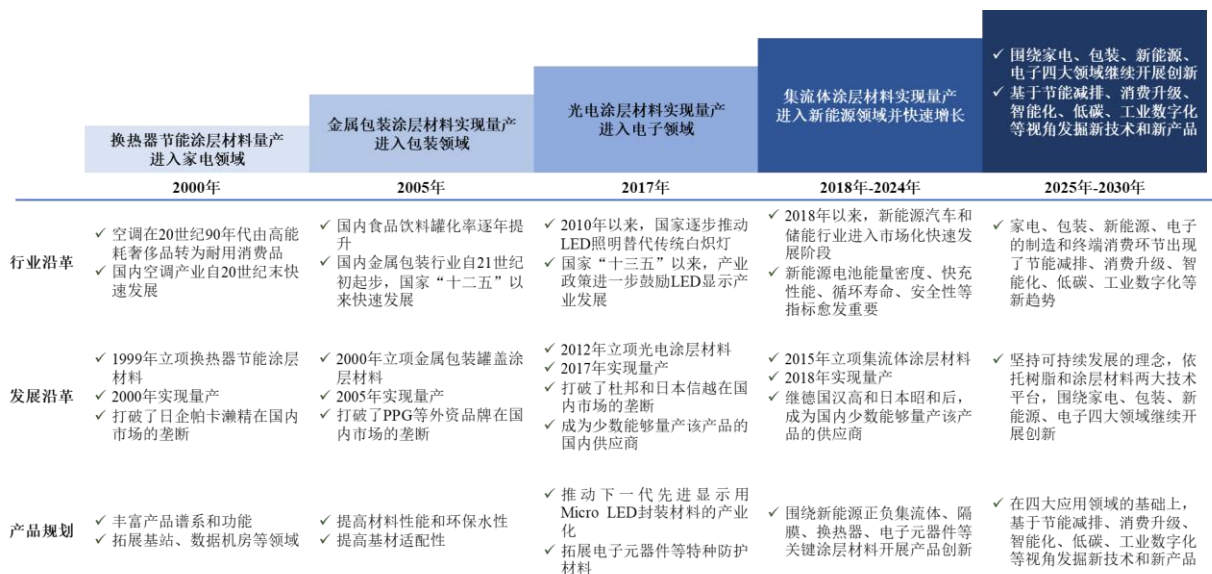 换热器节能涂层材料量产
进入家电领域
金属包装涂层材料实现量产
进入包装领域
光电涂层材料实现量产
进入电子领域
集流体涂层材料实现量产
进入新能源领域并快速增长
✓ 围绕家电、包装、新能源、
电子四大领域继续开展创新
✓ 基于节能减排、消费升级、
智能化、低碳、工业数字化
等视角发掘新技术和新产品
2000年
2005年
2017年
2018年-2024年
2025年-2030年
行业沿革
✓ 空调在20世纪90年代由高能
耗奢侈品转为耐用消费品
✓ 国内空调产业自20世纪末快
速发展
✓ 国内食品饮料罐化率逐年提
升
✓ 国内金属包装行业自21世纪
初起步，国家“十二五”以
来快速发展
✓ 2010年以来，国家逐步推动
LED照明替代传统白炽灯
✓ 国家“十三五”以来，产业
政策进一步鼓励LED显示产
业发展
✓ 2018年以来，新能源汽车和
储能行业进入市场化快速发
展阶段
✓ 新能源电池能量密度、快充
性能、循环寿命、安全性等
指标愈发重要
✓ 家电、包装、新能源、电子
的制造和终端消费环节出现
了节能减排、消费升级、智
能化、低碳、工业数字化等
新趋势
发展沿革
✓ 1999年立项换热器节能涂层
材料
✓ 2000年实现量产
✓ 打破了日企帕卡濑精在国内
市场的垄断
✓ 2000年立项金属包装罐盖涂
层材料
✓ 2005年实现量产
✓ 打破了PPG等外资品牌在国
内市场的垄断
✓ 2012年立项光电涂层材料
✓ 2017年实现量产
✓ 打破了杜邦和日本信越在国
内市场的垄断
✓ 成为少数能够量产该产品的
国内供应商
✓ 2015年立项集流体涂层材料
✓ 2018年实现量产
✓ 继德国汉高和日本昭和后，
成为国内少数能够量产该产
品的供应商
✓ 坚持可持续发展的理念，依
托树脂和涂层材料两大技术
平台，围绕家电、包装、新
能源、电子四大领域继续开
展创新
产品规划
✓ 丰富产品谱系和功能
✓ 拓展基站、数据机房等领域
✓ 提高材料性能和环保水性
✓ 提高基材适配性
✓ 推动下一代先进显示用
Micro LED封装材料的产业
化
✓ 拓展电子元器件等特种防护
材料
✓ 围绕新能源正负集流体、隔
膜、换热器、电子元器件等
关键涂层材料开展产品创新
✓ 在四大应用领域的基础上，
基于节能减排、消费升级、
智能化、低碳、工业数字化
等视角发掘新技术和新产品